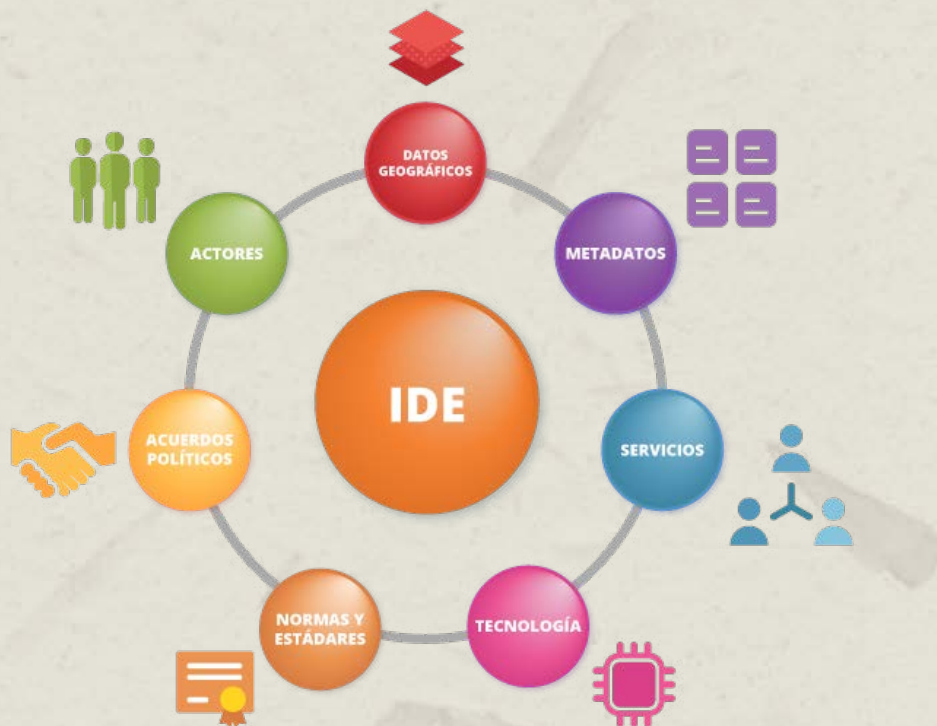 DATOS
GEOGRÁFICOS
METADATOS
SERVICIOS
TECNOLOGÍA
NORMAS Y
ESTÁDARES
ACUERDOS
POLÍTICOS
ACTORES
IDE